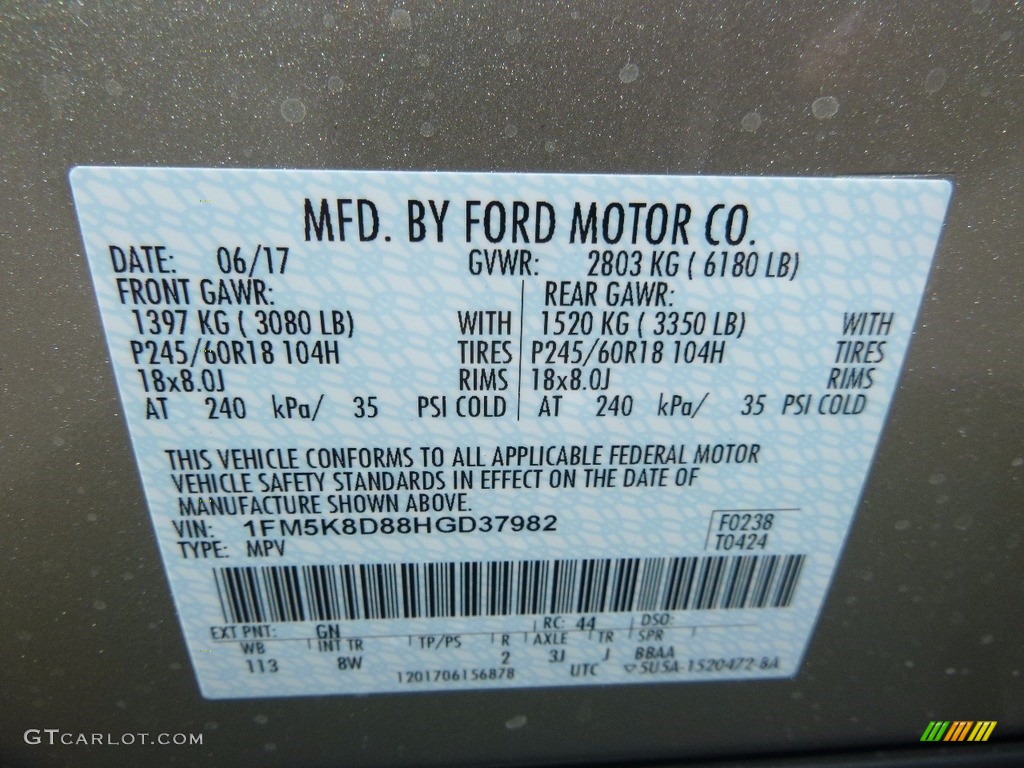 MFD. BY FORD MOTOR CO.
DATE: 06/17 GVWR: 2803 KG ( 6180 LB)
FRONT GAWR: REAR GAWR:
1397 KG ( 3080 LB) WITH 1520 KG ( 3350 LB) WITH
P245/60R18 104H TIRES P245/60R18 104H TIRES
18x8.0J RIMS 18x8.0J RIMS
AT 240 kPa/ 35 PSI COLD AT 240 kPa/ 35 PSI COLD
THIS VEHICLE CONFORMS TO ALL APPLICABLE FEDERAL MOTOR
VEHICLE SAFETY STANDARDS IN EFFECT ON THE DATE OF
MANUFACTURE SHOWN ABOVE.
VIN: 1FM5K8D88HGD37982 F0238
TYPE: MPV T0424
EXT PNT: GN RC: 44 DSO:
WB INT TR TP/PS R AXLE TR SPR
113 8W 2 3J J BBAA
1201706156878 UTC SU5A-1520472-8A
GTCARLOT.COM